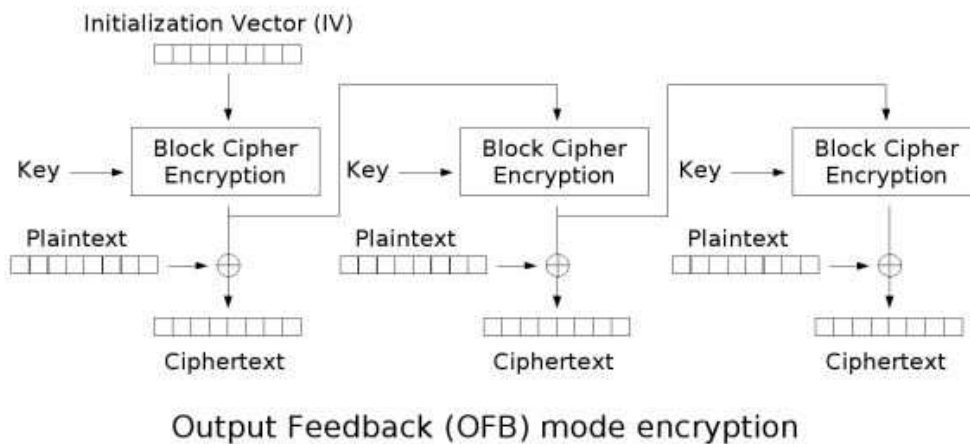 Initialization Vector (IV)
Key
Block Cipher
Encryption
Key
Block Cipher
Encryption
Key
Block Cipher
Encryption
Plaintext
Plaintext
Plaintext
Ciphertext
Ciphertext
Ciphertext
Output Feedback (OFB) mode encryption